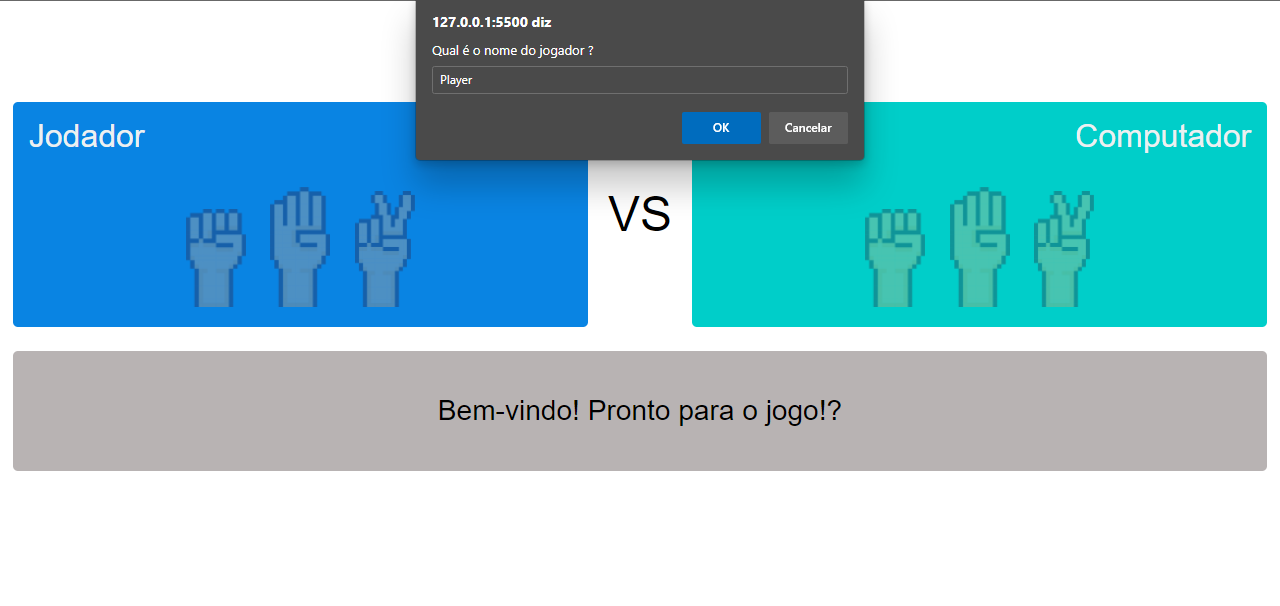 127.0.0.1:5500 diz
Qual é o nome do jogador ?
Player
OK
Cancelar
Jodador
Computador
VS
Bem-vindo! Pronto para o jogo!?